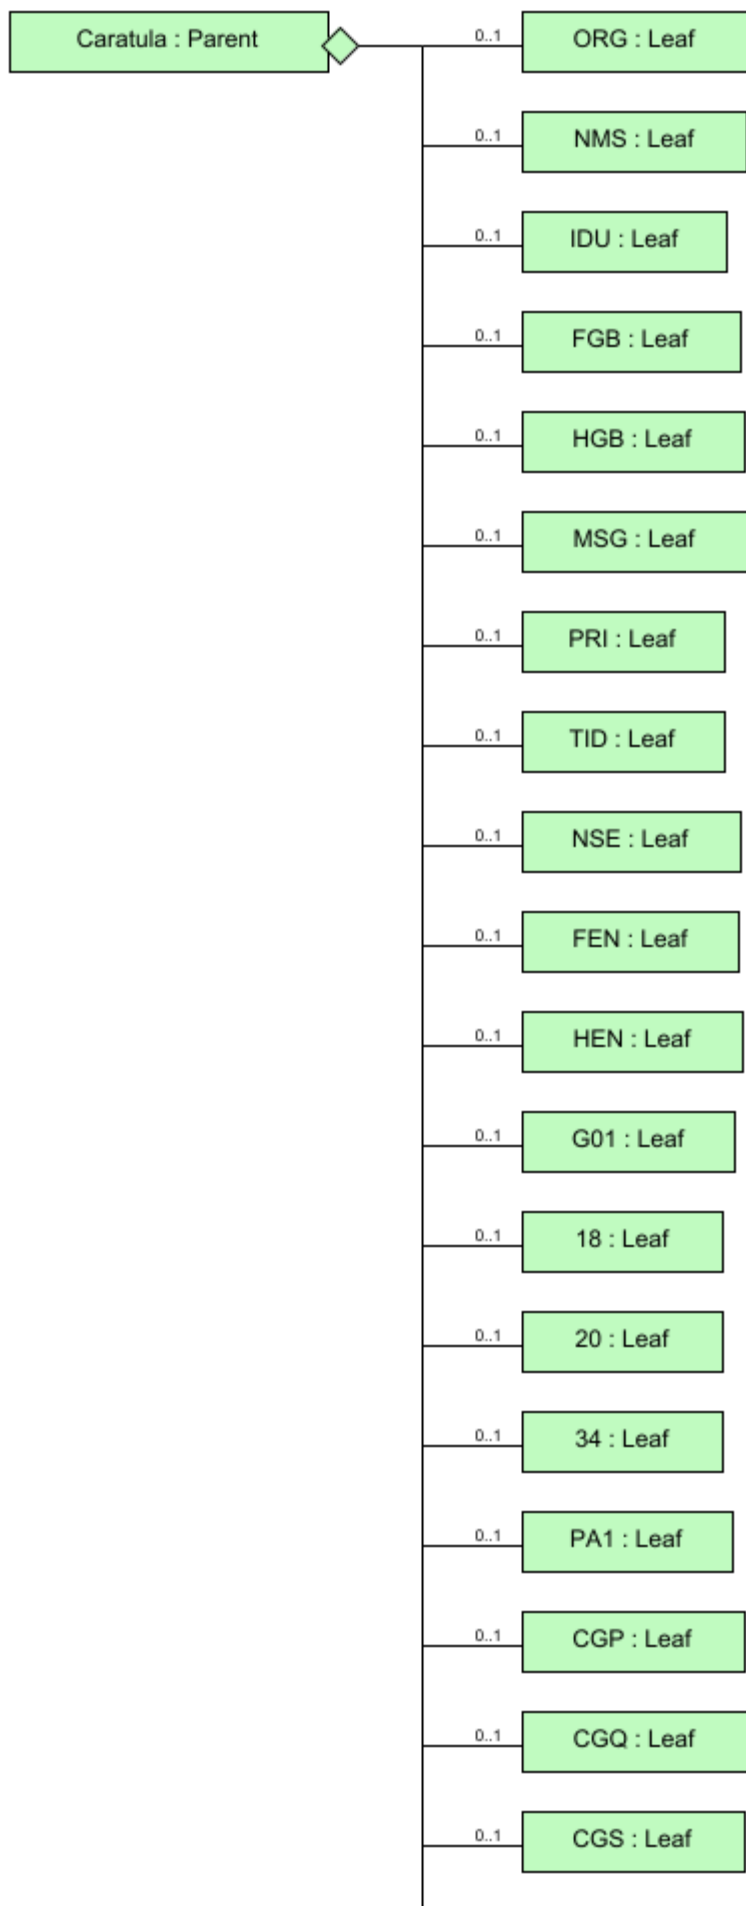 Caratula : Parent
0..1
ORG : Leaf
0..1
NMS : Leaf
0..1
IDU : Leaf
0..1
FGB : Leaf
0..1
HGB : Leaf
0..1
MSG : Leaf
0..1
PRI : Leaf
0..1
TID : Leaf
0..1
NSE : Leaf
0..1
FEN : Leaf
0..1
HEN : Leaf
0..1
G01 : Leaf
0..1
18 : Leaf
0..1
20 : Leaf
0..1
34 : Leaf
0..1
PA1 : Leaf
0..1
CGP : Leaf
0..1
CGQ : Leaf
0..1
CGS : Leaf